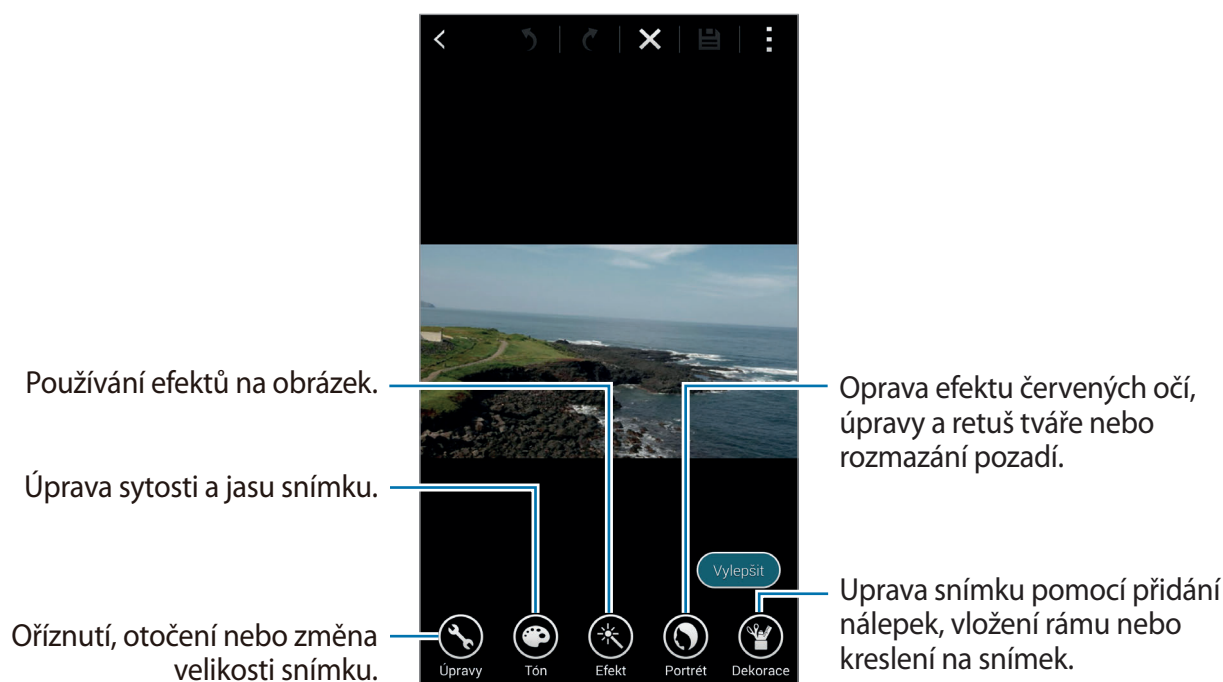 Používání efektů na obrázek.
Úprava sytosti a jasu snímku.
Oříznutí, otočení nebo změna
velikosti snímku.
Oprava efektu červených očí,
úpravy a retuš tváře nebo
rozmazání pozadí.
Vylepšit
Uprava snímku pomocí přidání
nálepek, vložení rámu nebo
kreslení na snímek.
Úpravy
Tón
Efekt
Portrét
Dekorace